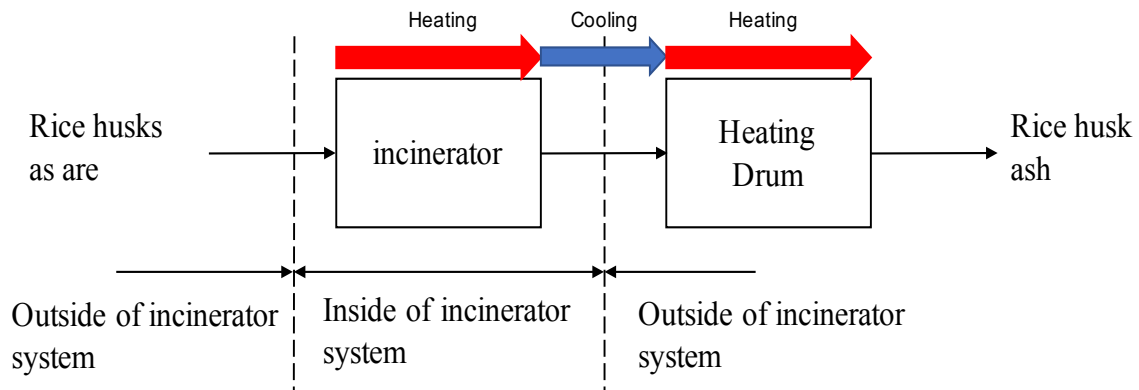 Heating
Cooling
Heating
Rice husks
as are
incinerator
Heating
Drum
Rice husk
ash
Outside of incinerator
system
Inside of incinerator
system
Outside of incinerator
system